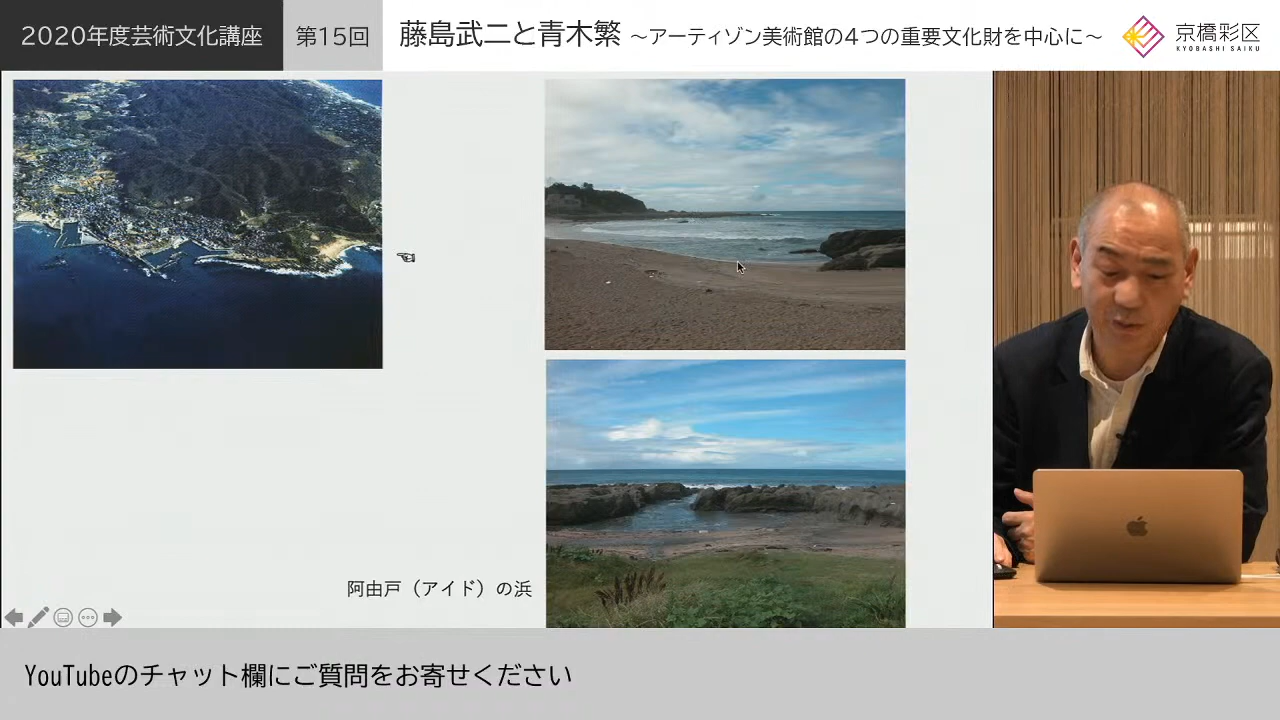 2020年度芸術文化講座
第15回
藤島武二と青木繁 ～アーティゾン美術館の4つの重要文化財を中心に～
京橋彩区
KYOBASHI SAIKU
阿由戸（アイド）の浜
YouTubeのチャット欄にご質問をお寄せください